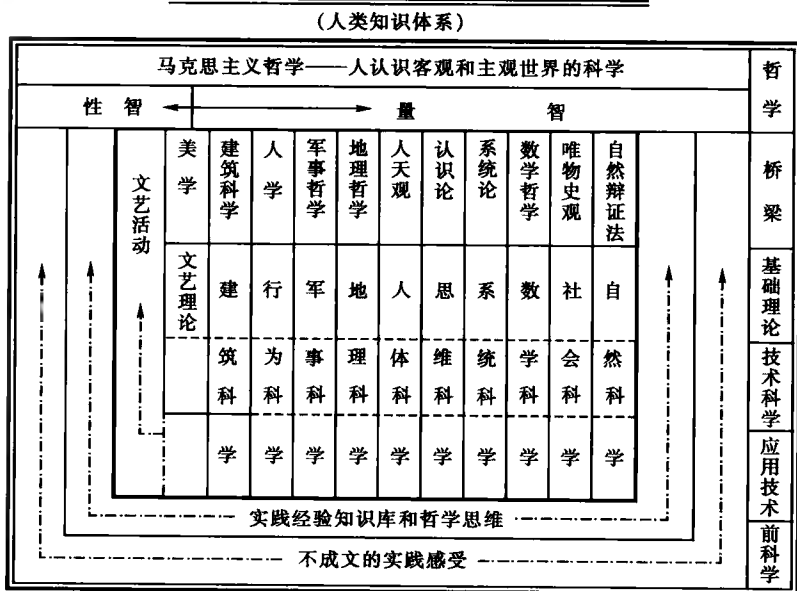 (人类知识体系)
马克思主义哲学——人认识客观和主观世界的科学
哲学
性智
量智
文艺活动
美学
建筑科学
人学
军事哲学
地理哲学
人天观
认识论
系统论
数学哲学
唯物史观
自然辩证法
桥梁
文艺理论
建筑科学
行为科学
军事科学
地理科学
人体科学
思维科学
系统科学
数学科学
社会科学
自然科学
基础理论
技术科学
应用技术
实践经验知识库和哲学思维
不成文的实践感受
前科学